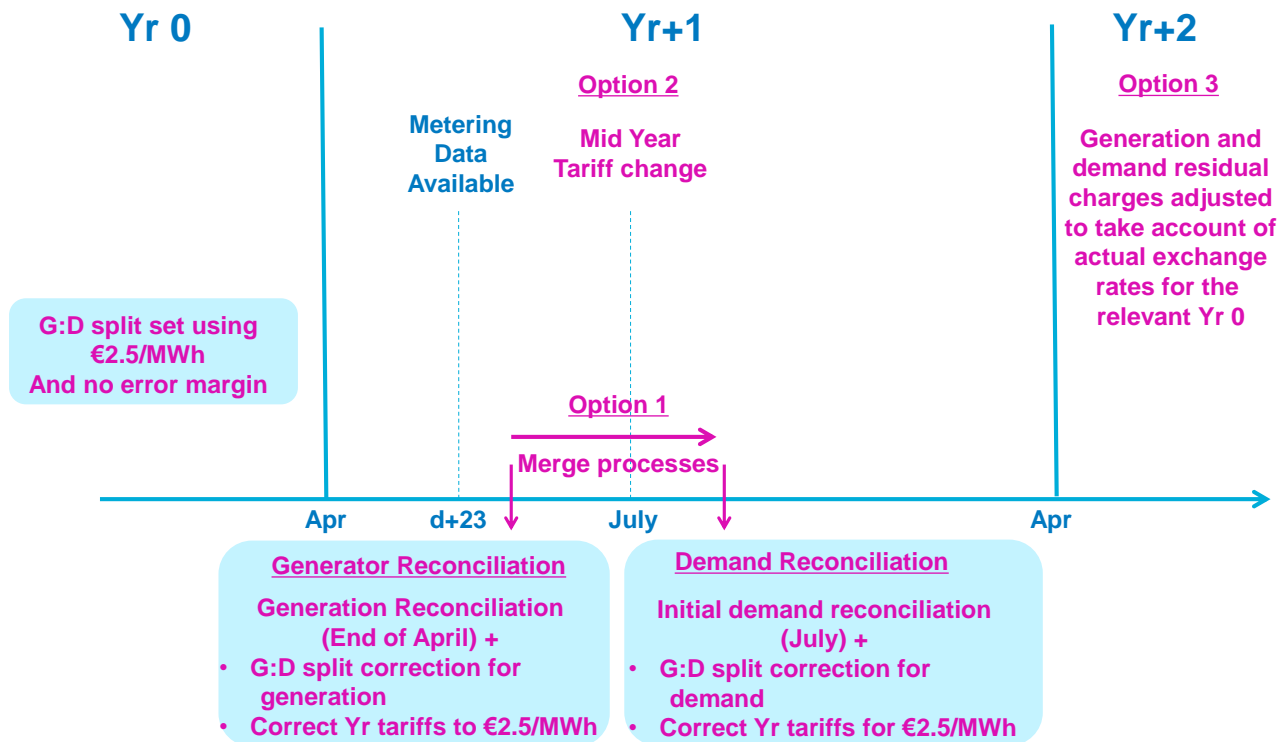 Yr 0
Yr+1
Yr+2
Option 2
Option 3
Metering
Data
Available
Mid Year
Tariff change
Generation and
demand residual
charges adjusted
to take account of
actual exchange
rates for the
relevant Yr 0
G:D split set using
€2.5/MWh
And no error margin
Option 1
Merge processes
Apr
d+23
July
Apr
Generator Reconciliation
Generation Reconciliation
(End of April) +
• G:D split correction for
generation
• Correct Yr tariffs to €2.5/MWh
Demand Reconciliation
Initial demand reconciliation
(July) +
• G:D split correction for
demand
• Correct Yr tariffs for €2.5/MWh